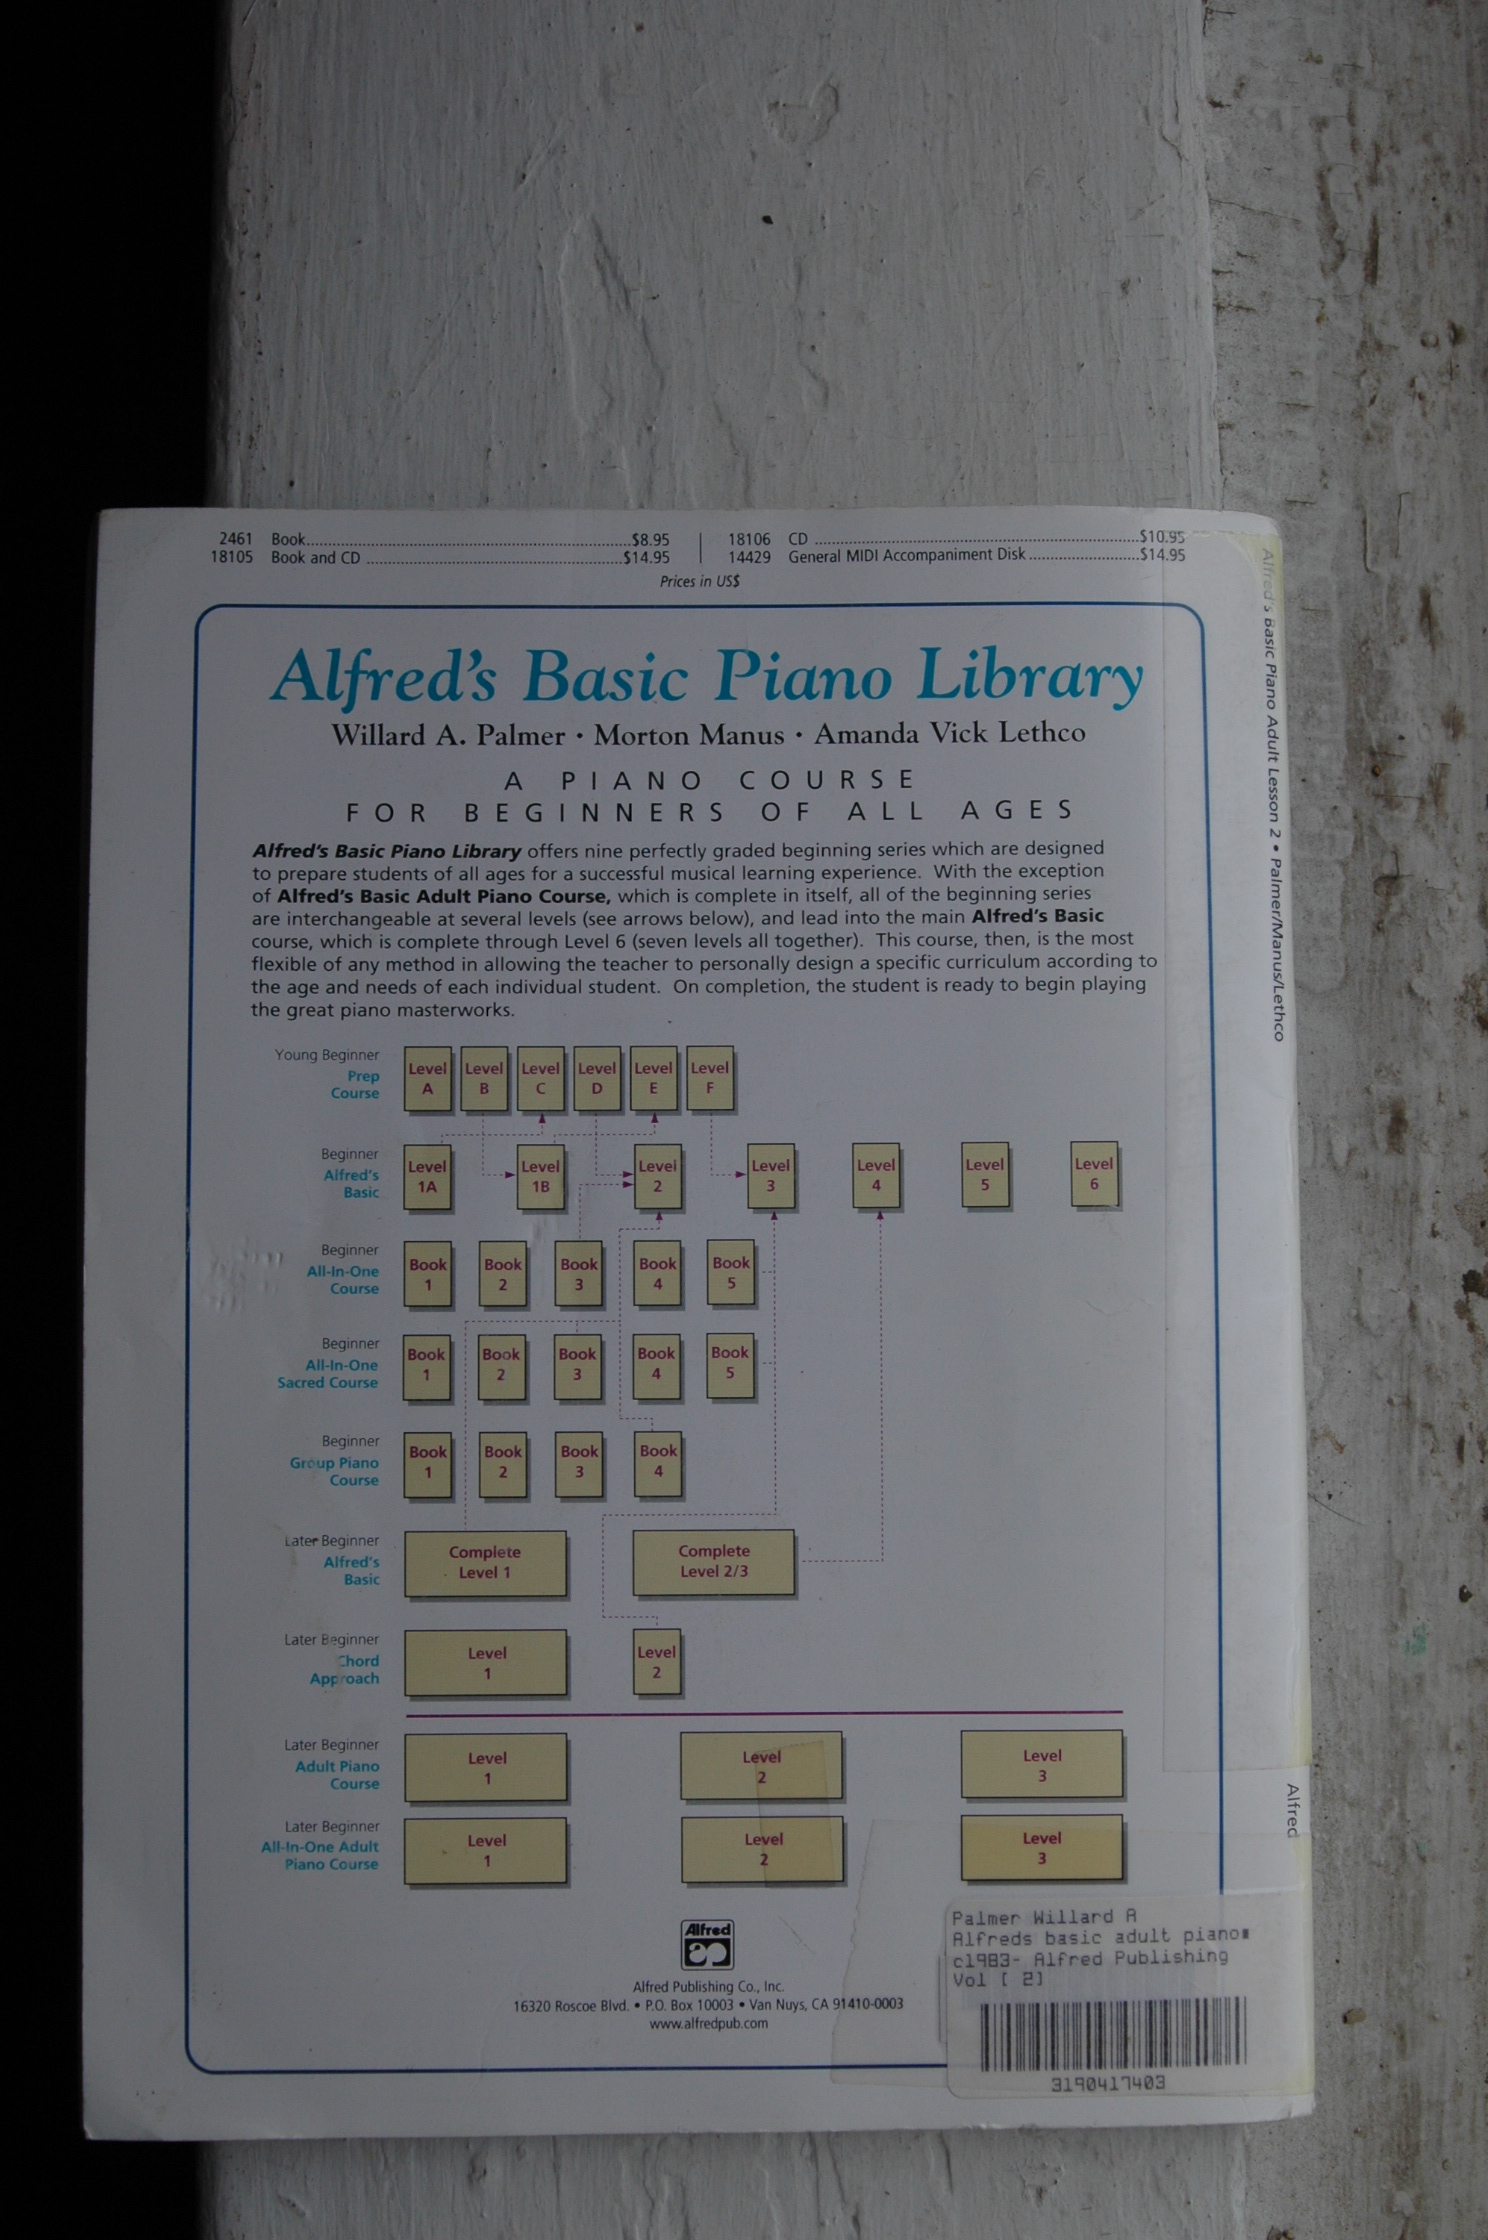 2461 Book........$8.95
18105 Book and CD ........$14.95
18106 CD ........$10.95
14429 General MIDI Accompaniment Disk ........$14.95
Prices in US$
Alfred's Basic Piano Library
Willard A. Palmer • Morton Manus • Amanda Vick Lethco
A PIANO COURSE
FOR BEGINNERS OF ALL AGES
Alfred's Basic Piano Library offers nine perfectly graded beginning series which are designed
to prepare students of all ages for a successful musical learning experience. With the exception
of Alfred's Basic Adult Piano Course, which is complete in itself, all of the beginning series
are interchangeable at several levels (see arrows below), and lead into the main Alfred's Basic
course, which is complete through Level 6 (seven levels all together). This course, then, is the most
flexible of any method in allowing the teacher to personally design a specific curriculum according to
the age and needs of each individual student. On completion, the student is ready to begin playing
the great piano masterworks.
Young Beginner
Prep
Course
Level A
Level B
Level C
Level D
Level E
Level F
Beginner
Alfred's
Basic
Level 1A
Level 1B
Level 2
Level 3
Level 4
Level 5
Level 6
Beginner
All-In-One
Course
Book 1
Book 2
Book 3
Book 4
Book 5
Beginner
All-In-One
Sacred Course
Book 1
Book 2
Book 3
Book 4
Book 5
Beginner
Group Piano
Course
Book 1
Book 2
Book 3
Book 4
Later Beginner
Alfred's
Basic
Complete
Level 1
Complete
Level 2/3
Later Beginner
Chord
Approach
Level 1
Level 2
Later Beginner
Adult Piano
Course
Level 1
Level 2
Level 3
Later Beginner
All-In-One Adult
Piano Course
Level 1
Level 2
Level 3
Alfred
Alfred Publishing Co., Inc.
16320 Roscoe Blvd. • P.O. Box 10003 • Van Nuys, CA 91410-0003
www.alfredpub.com
Palmer Willard A
Alfreds basic adult piano
c1983- Alfred Publishing
Vol [ 2]
3190417403
Alfred's Basic Piano Adult Lesson 2 • Palmer/Manus/Lethco
Alfred